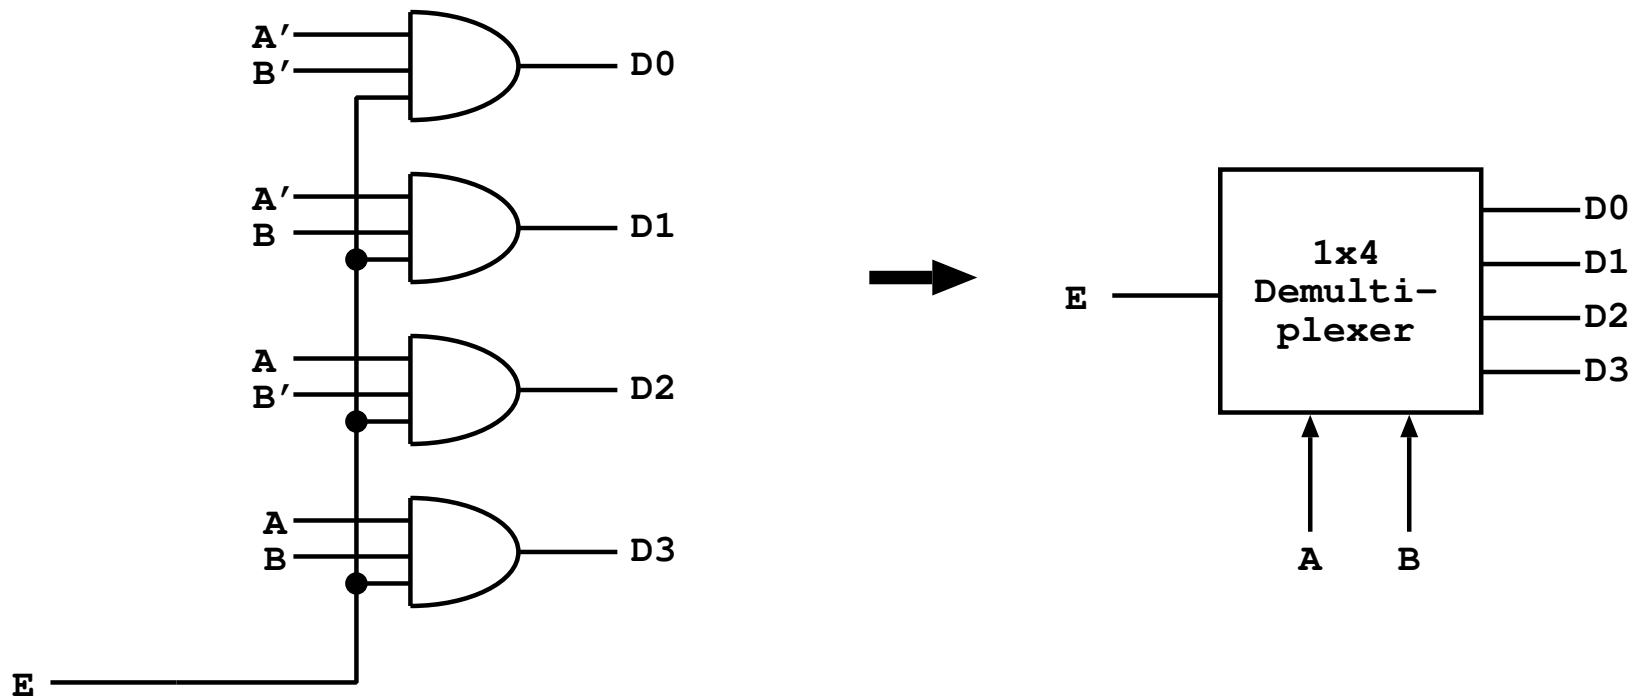 A′
B′
D0
A′
B
D1
A
B′
D2
A
B
D3
E
E
1x4
Demulti-
plexer
D0
D1
D2
D3
A
B